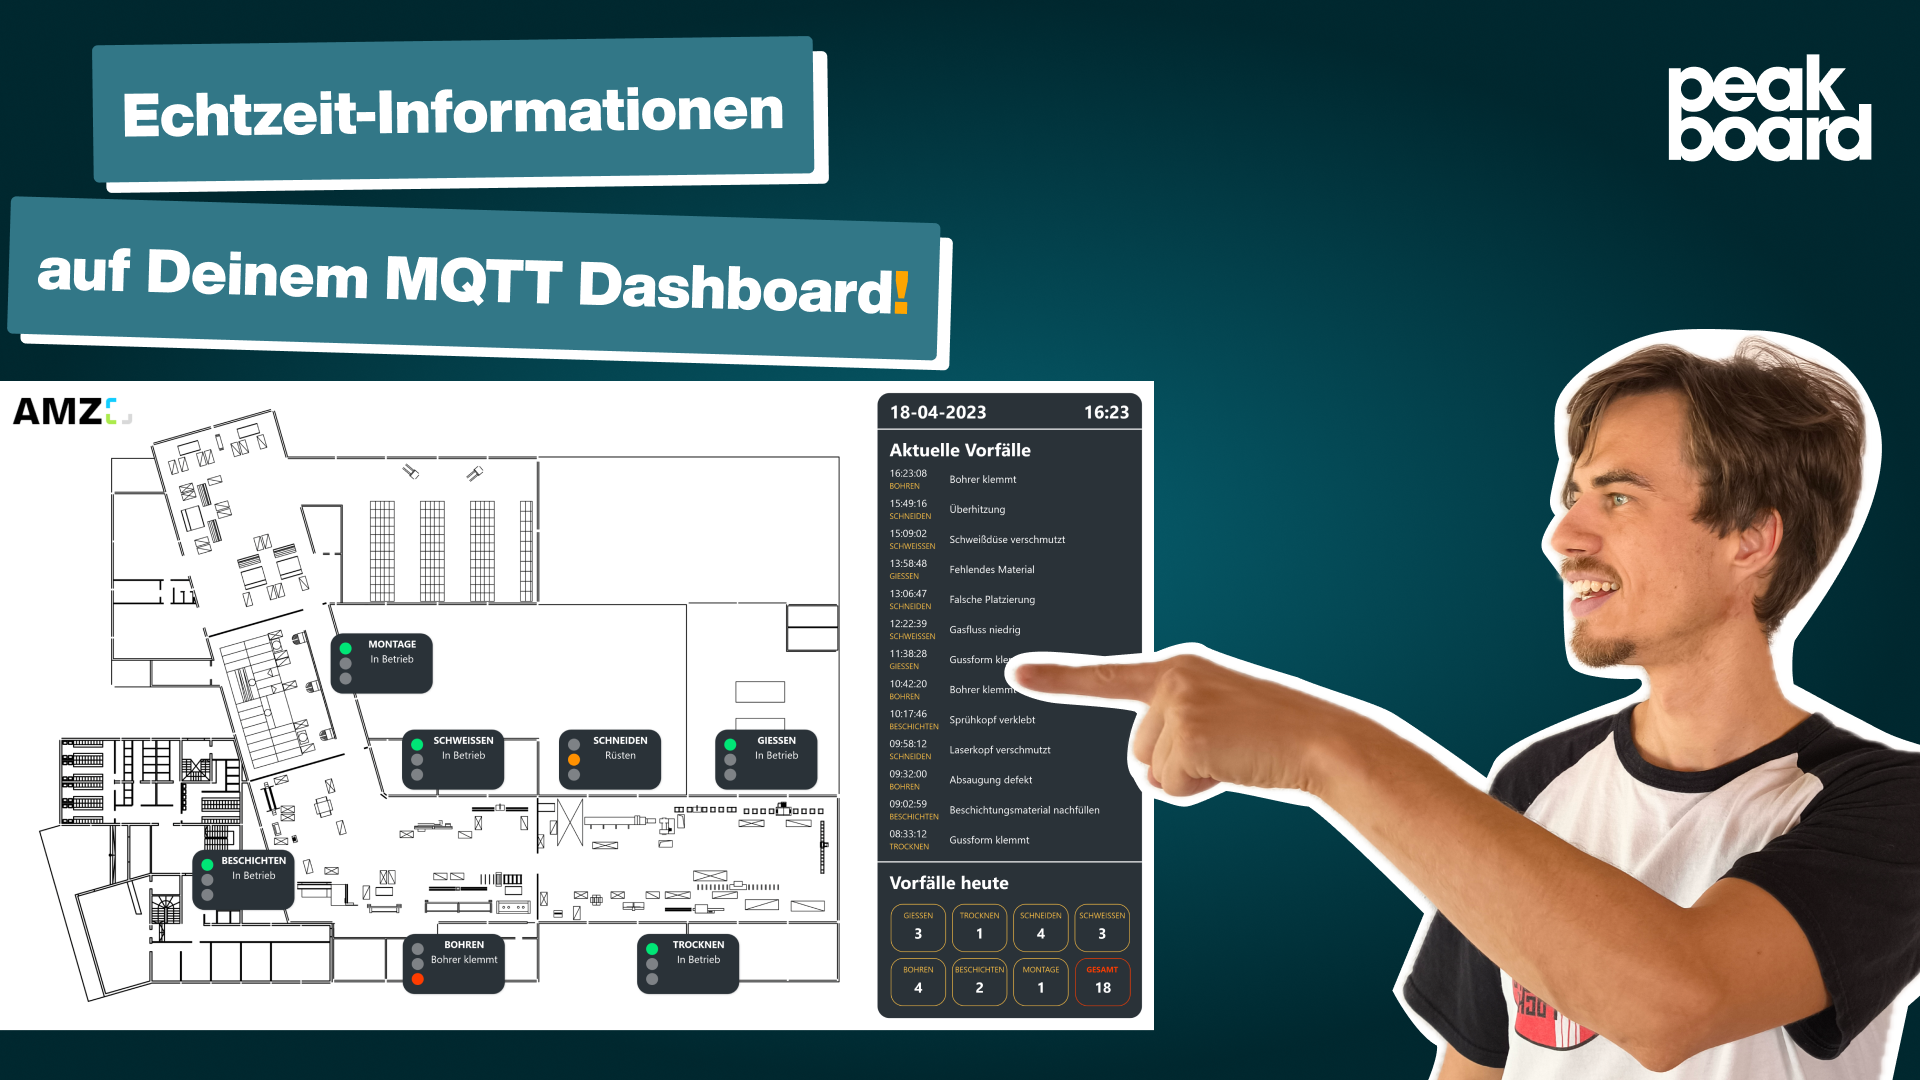 Echtzeit-Informationen
auf Deinem MQTT Dashboard!
peak
board
AMZ
MONTAGE
In Betrieb
SCHWEISSEN
In Betrieb
SCHNEIDEN
Rüsten
GIESSEN
In Betrieb
BESCHICHTEN
In Betrieb
BOHREN
Bohrer klemmt
TROCKNEN
In Betrieb
18-04-2023 16:23
Aktuelle Vorfälle
16:23:08
BOHREN
Bohrer klemmt
15:49:16
SCHNEIDEN
Überhitzung
15:09:02
SCHWEISSEN
Schweißdüse verschmutzt
13:58:48
GIESSEN
Fehlendes Material
13:06:47
SCHNEIDEN
Falsche Platzierung
12:22:39
SCHWEISSEN
Gasfluss niedrig
11:38:28
GIESSEN
Gussform
10:42:20
BOHREN
Bohrer klemmt
10:17:46
BESCHICHTEN
Sprühkopf verklebt
09:58:12
SCHNEIDEN
Laserkopf verschmutzt
09:32:00
BOHREN
Absaugung defekt
09:02:59
BESCHICHTEN
Beschichtungsmaterial nachfüllen
08:33:12
TROCKNEN
Gussform klemmt
Vorfälle heute
GIESSEN TROCKNEN SCHNEIDEN SCHWEISSEN
3 1 4 3
BOHREN BESCHICHTEN MONTAGE GESAMT
4 2 1 18